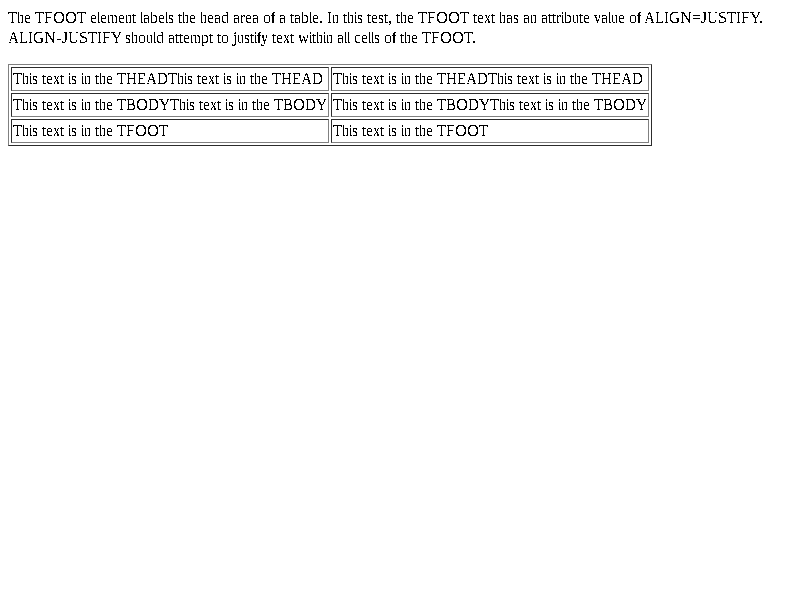 The TFOOT element labels the head area of a table. In this test, the TFOOT text has an attribute value of ALIGN=JUSTIFY.
ALIGN-JUSTIFY should attempt to justify text within all cells of the TFOOT.
This text is in the THEADThis text is in the THEAD This text is in the THEADThis text is in the THEAD
This text is in the TBODYThis text is in the TBODY This text is in the TBODYThis text is in the TBODY
This text is in the TFOOT This text is in the TFOOT